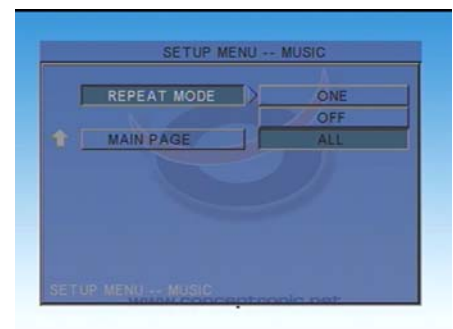 SETUP MENU -- MUSIC
REPEAT MODE
ONE
OFF
MAIN PAGE
ALL
SETUP MENU -- MUSIC
www.conceptronic.net